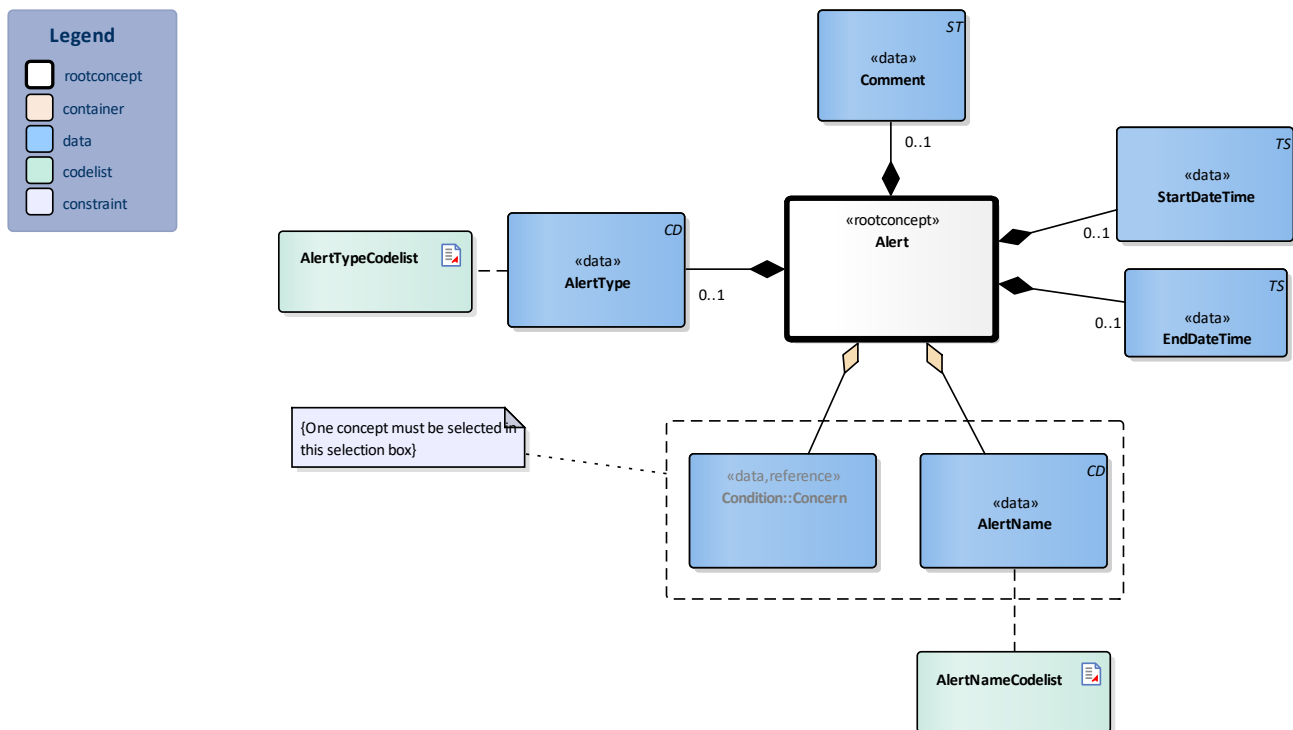 Legend
rootconcept
container
data
codelist
constraint
ST
«data»
Comment
0..1
TS
«data»
StartDateTime
0..1
«rootconcept»
Alert
CD
«data»
AlertType
0..1
AlertTypeCodelist
TS
«data»
EndDateTime
0..1
{One concept must be selected in
this selection box}
«data,reference»
Condition::Concern
CD
«data»
AlertName
AlertNameCodelist